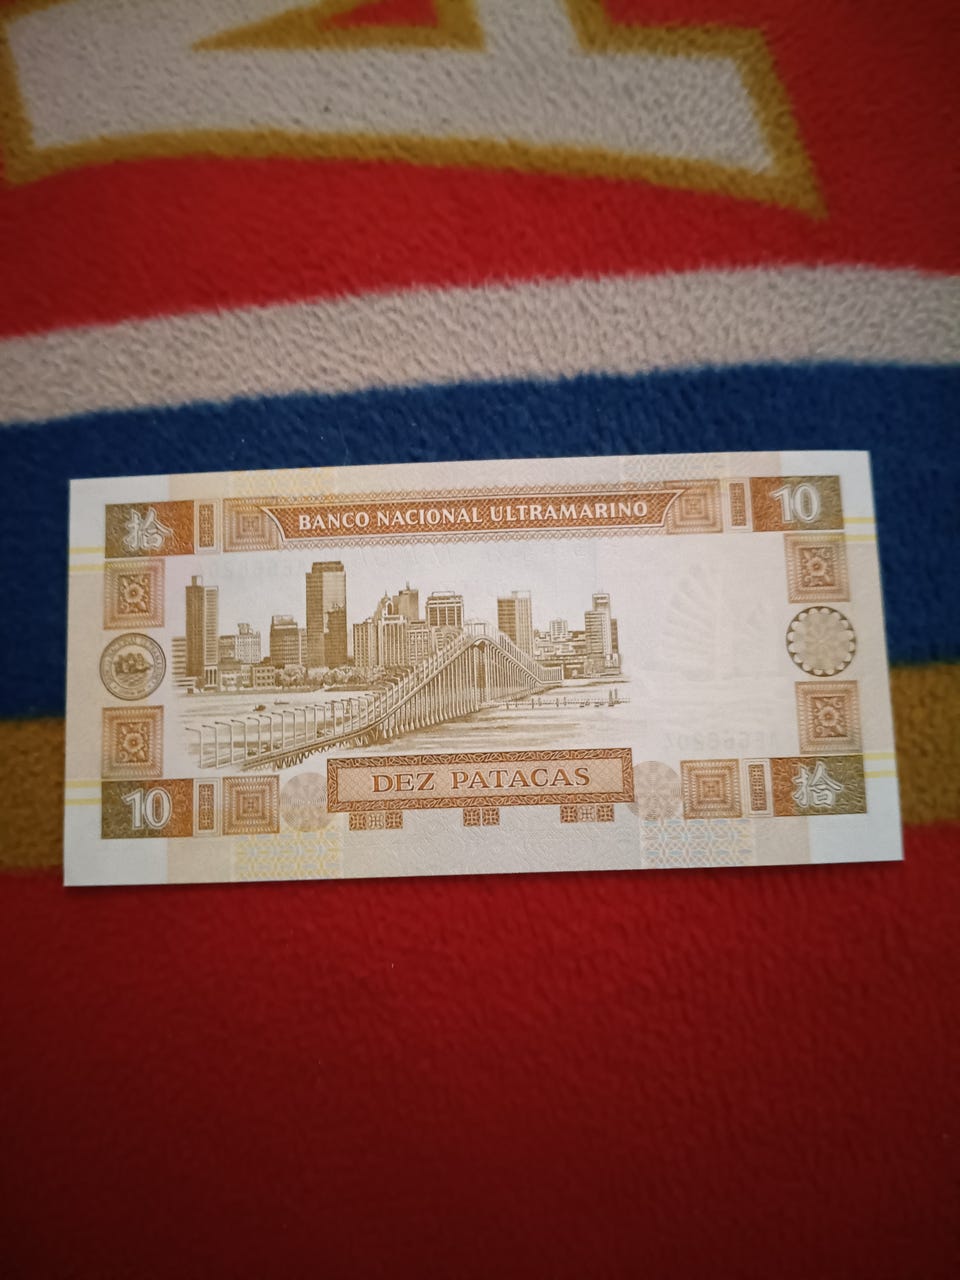 拾
BANCO NACIONAL ULTRAMARINO
10
10
DEZ PATACAS
拾